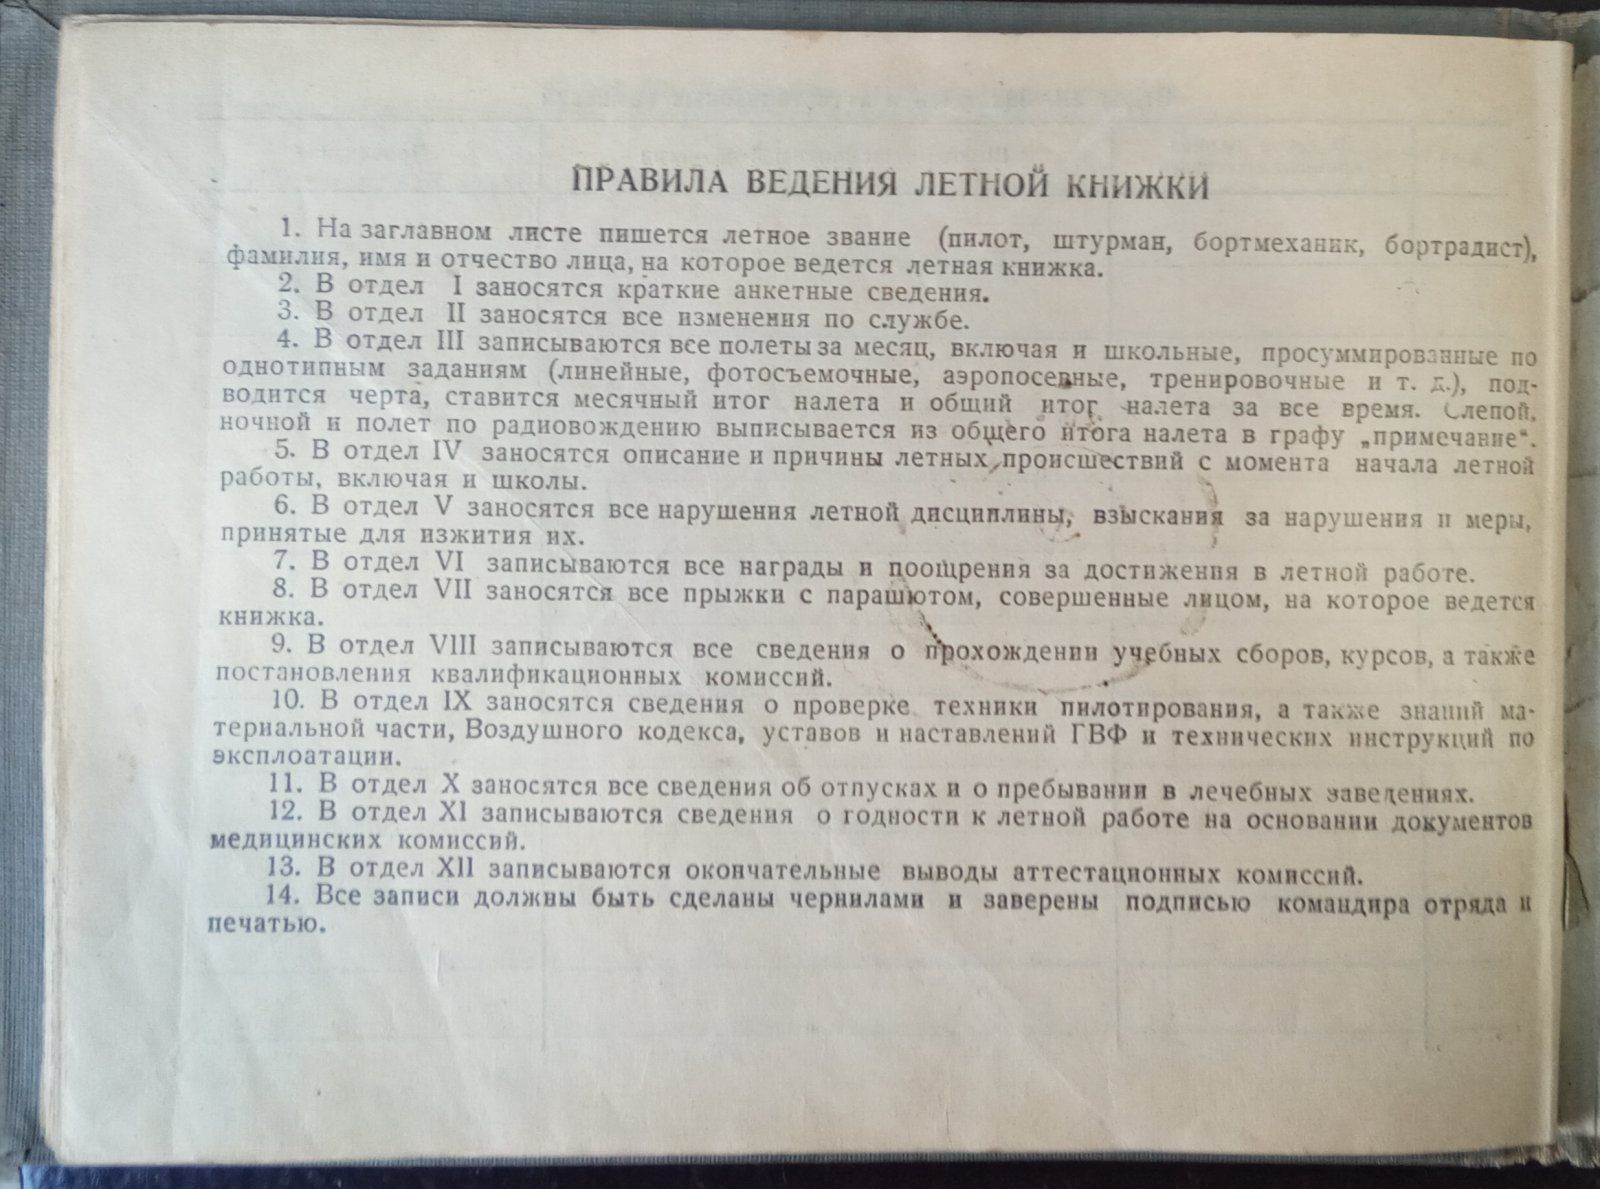 ПРАВИЛА ВЕДЕНИЯ ЛЕТНОЙ КНИЖКИ
1. На заглавном листе пишется летное звание (пилот, штурман, бортмеханик, бортрадист),
фамилия, имя и отчество лица, на которое ведется летная книжка.
2. В отдел I заносятся краткие анкетные сведения.
3. В отдел II заносятся все изменения по службе.
4. В отдел III записываются все полеты за месяц, включая и школьные, просуммированные по
однотипным заданиям (линейные, фотосъемочные, аэропосевные, тренировочные и т. д.), под-
водится черта, ставится месячный итог налета и общий итог налета за все время. Слепой,
ночной и полет по радиовождению выписывается из общего итога налета в графу „примечание“.
5. В отдел IV заносятся описание и причины летных происшествий с момента начала летной
работы, включая и школы.
6. В отдел V заносятся все нарушения летной дисциплины, взыскания за нарушения и меры,
принятые для изжития их.
7. В отдел VI записываются все награды и поощрения за достижения в летной работе.
8. В отдел VII заносятся все прыжки с парашютом, совершенные лицом, на которое ведется
книжка.
9. В отдел VIII записываются все сведения о прохождении учебных сборов, курсов, а также
постановления квалификационных комиссий.
10. В отдел IX заносятся сведения о проверке техники пилотирования, а также знаний ма-
териальной части, Воздушного кодекса, уставов и наставлений ГВФ и технических инструкций по
эксплоатации.
11. В отдел X заносятся все сведения об отпусках и о пребывании в лечебных заведениях.
12. В отдел XI записываются сведения о годности к летной работе на основании документов
медицинских комиссий.
13. В отдел XII записываются окончательные выводы аттестационных комиссий.
14. Все записи должны быть сделаны чернилами и заверены подписью командира отряда и
печатью.